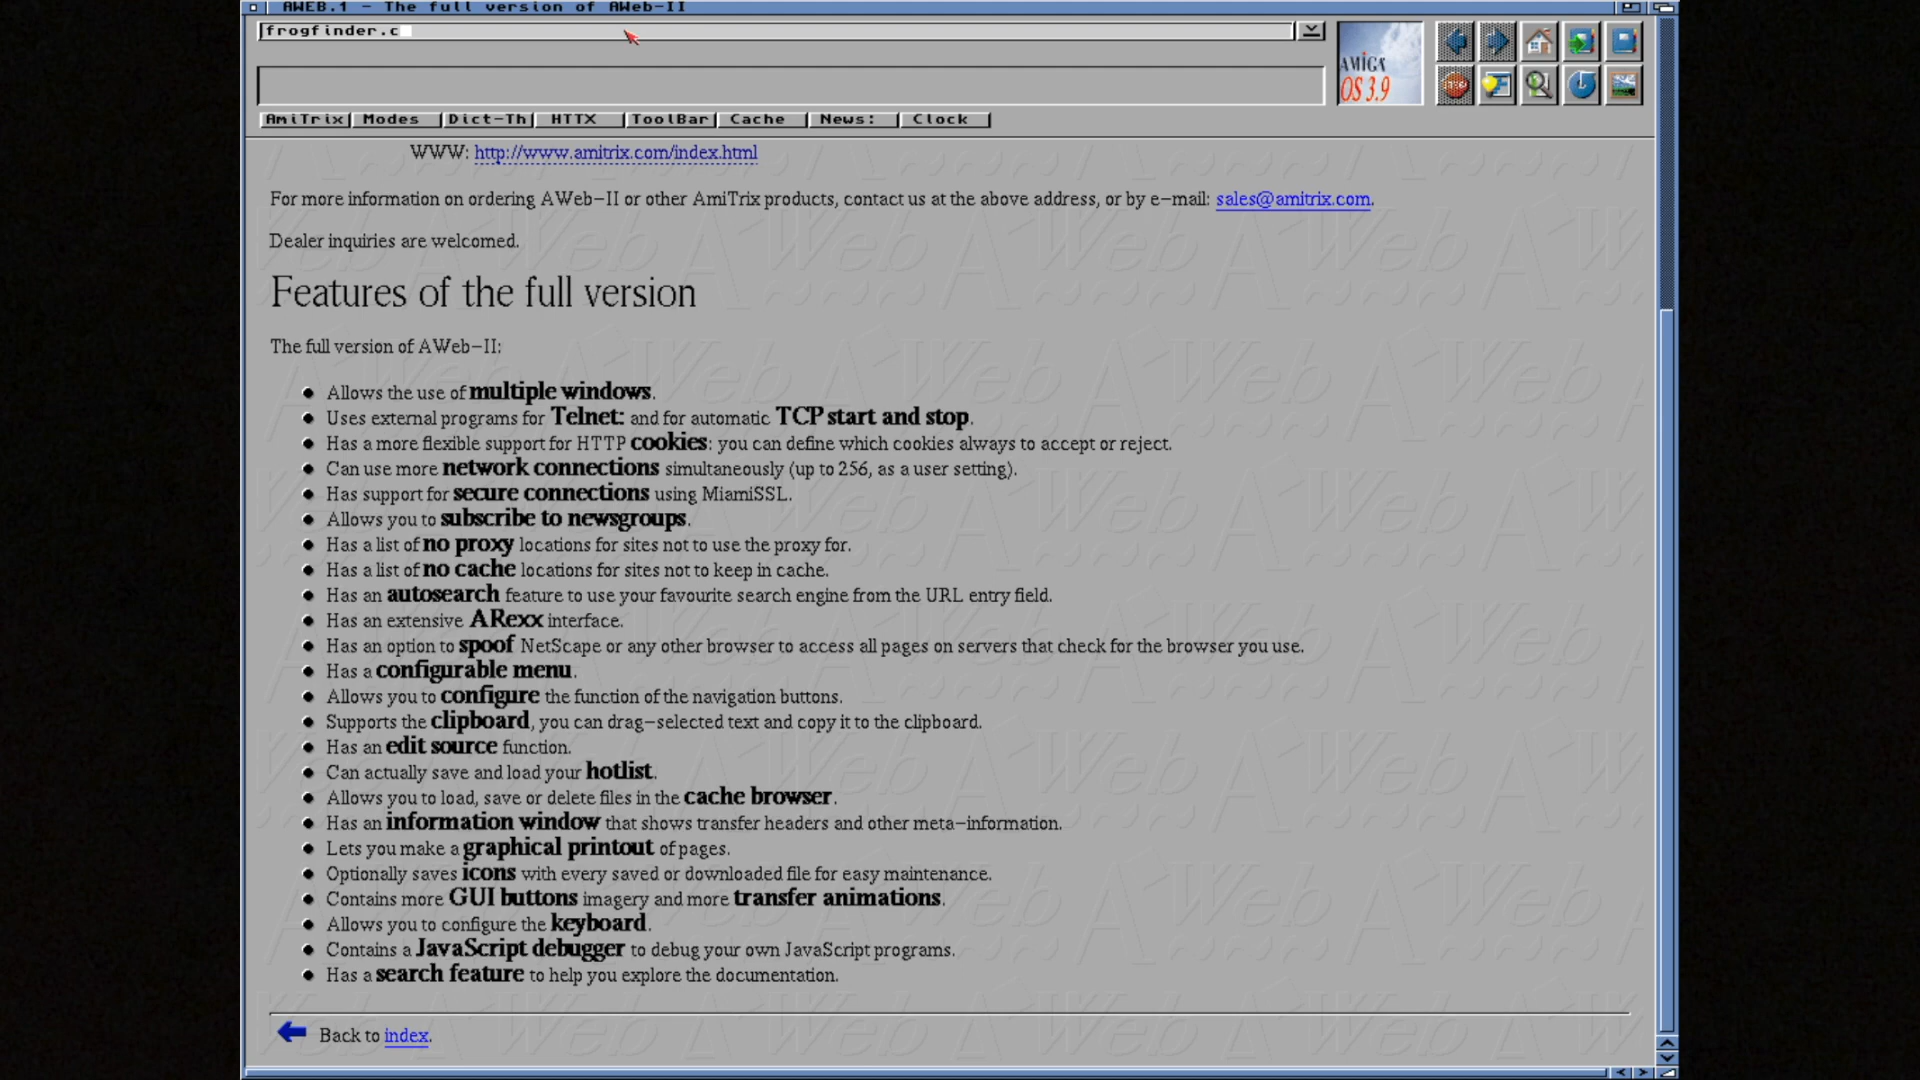 AWEB.1 - The full version of AWeb-II
frogfinder.c
AMIGA
OS 3.9
AmiTrix Modes Dict-Th HTTX ToolBar Cache News: Clock
WWW: http://www.amitrix.com/index.html
For more information on ordering AWeb-II or other AmiTrix products, contact us at the above address, or by e-mail: sales@amitrix.com.
Dealer inquiries are welcomed.
Features of the full version
The full version of AWeb-II:
• Allows the use of multiple windows.
• Uses external programs for Telnet: and for automatic TCP start and stop.
• Has a more flexible support for HTTP cookies: you can define which cookies always to accept or reject.
• Can use more network connections simultaneously (up to 256, as a user setting).
• Has support for secure connections using MiamiSSL.
• Allows you to subscribe to newsgroups.
• Has a list of no proxy locations for sites not to use the proxy for.
• Has a list of no cache locations for sites not to keep in cache.
• Has an autosearch feature to use your favourite search engine from the URL entry field.
• Has an extensive ARexx interface.
• Has an option to spoof NetScape or any other browser to access all pages on servers that check for the browser you use.
• Has a configurable menu.
• Allows you to configure the function of the navigation buttons.
• Supports the clipboard, you can drag-selected text and copy it to the clipboard.
• Has an edit source function.
• Can actually save and load your hotlist.
• Allows you to load, save or delete files in the cache browser.
• Has an information window that shows transfer headers and other meta-information.
• Lets you make a graphical printout of pages.
• Optionally saves icons with every saved or downloaded file for easy maintenance.
• Contains more GUI buttons imagery and more transfer animations.
• Allows you to configure the keyboard.
• Contains a JavaScript debugger to debug your own JavaScript programs.
• Has a search feature to help you explore the documentation.
Back to index.